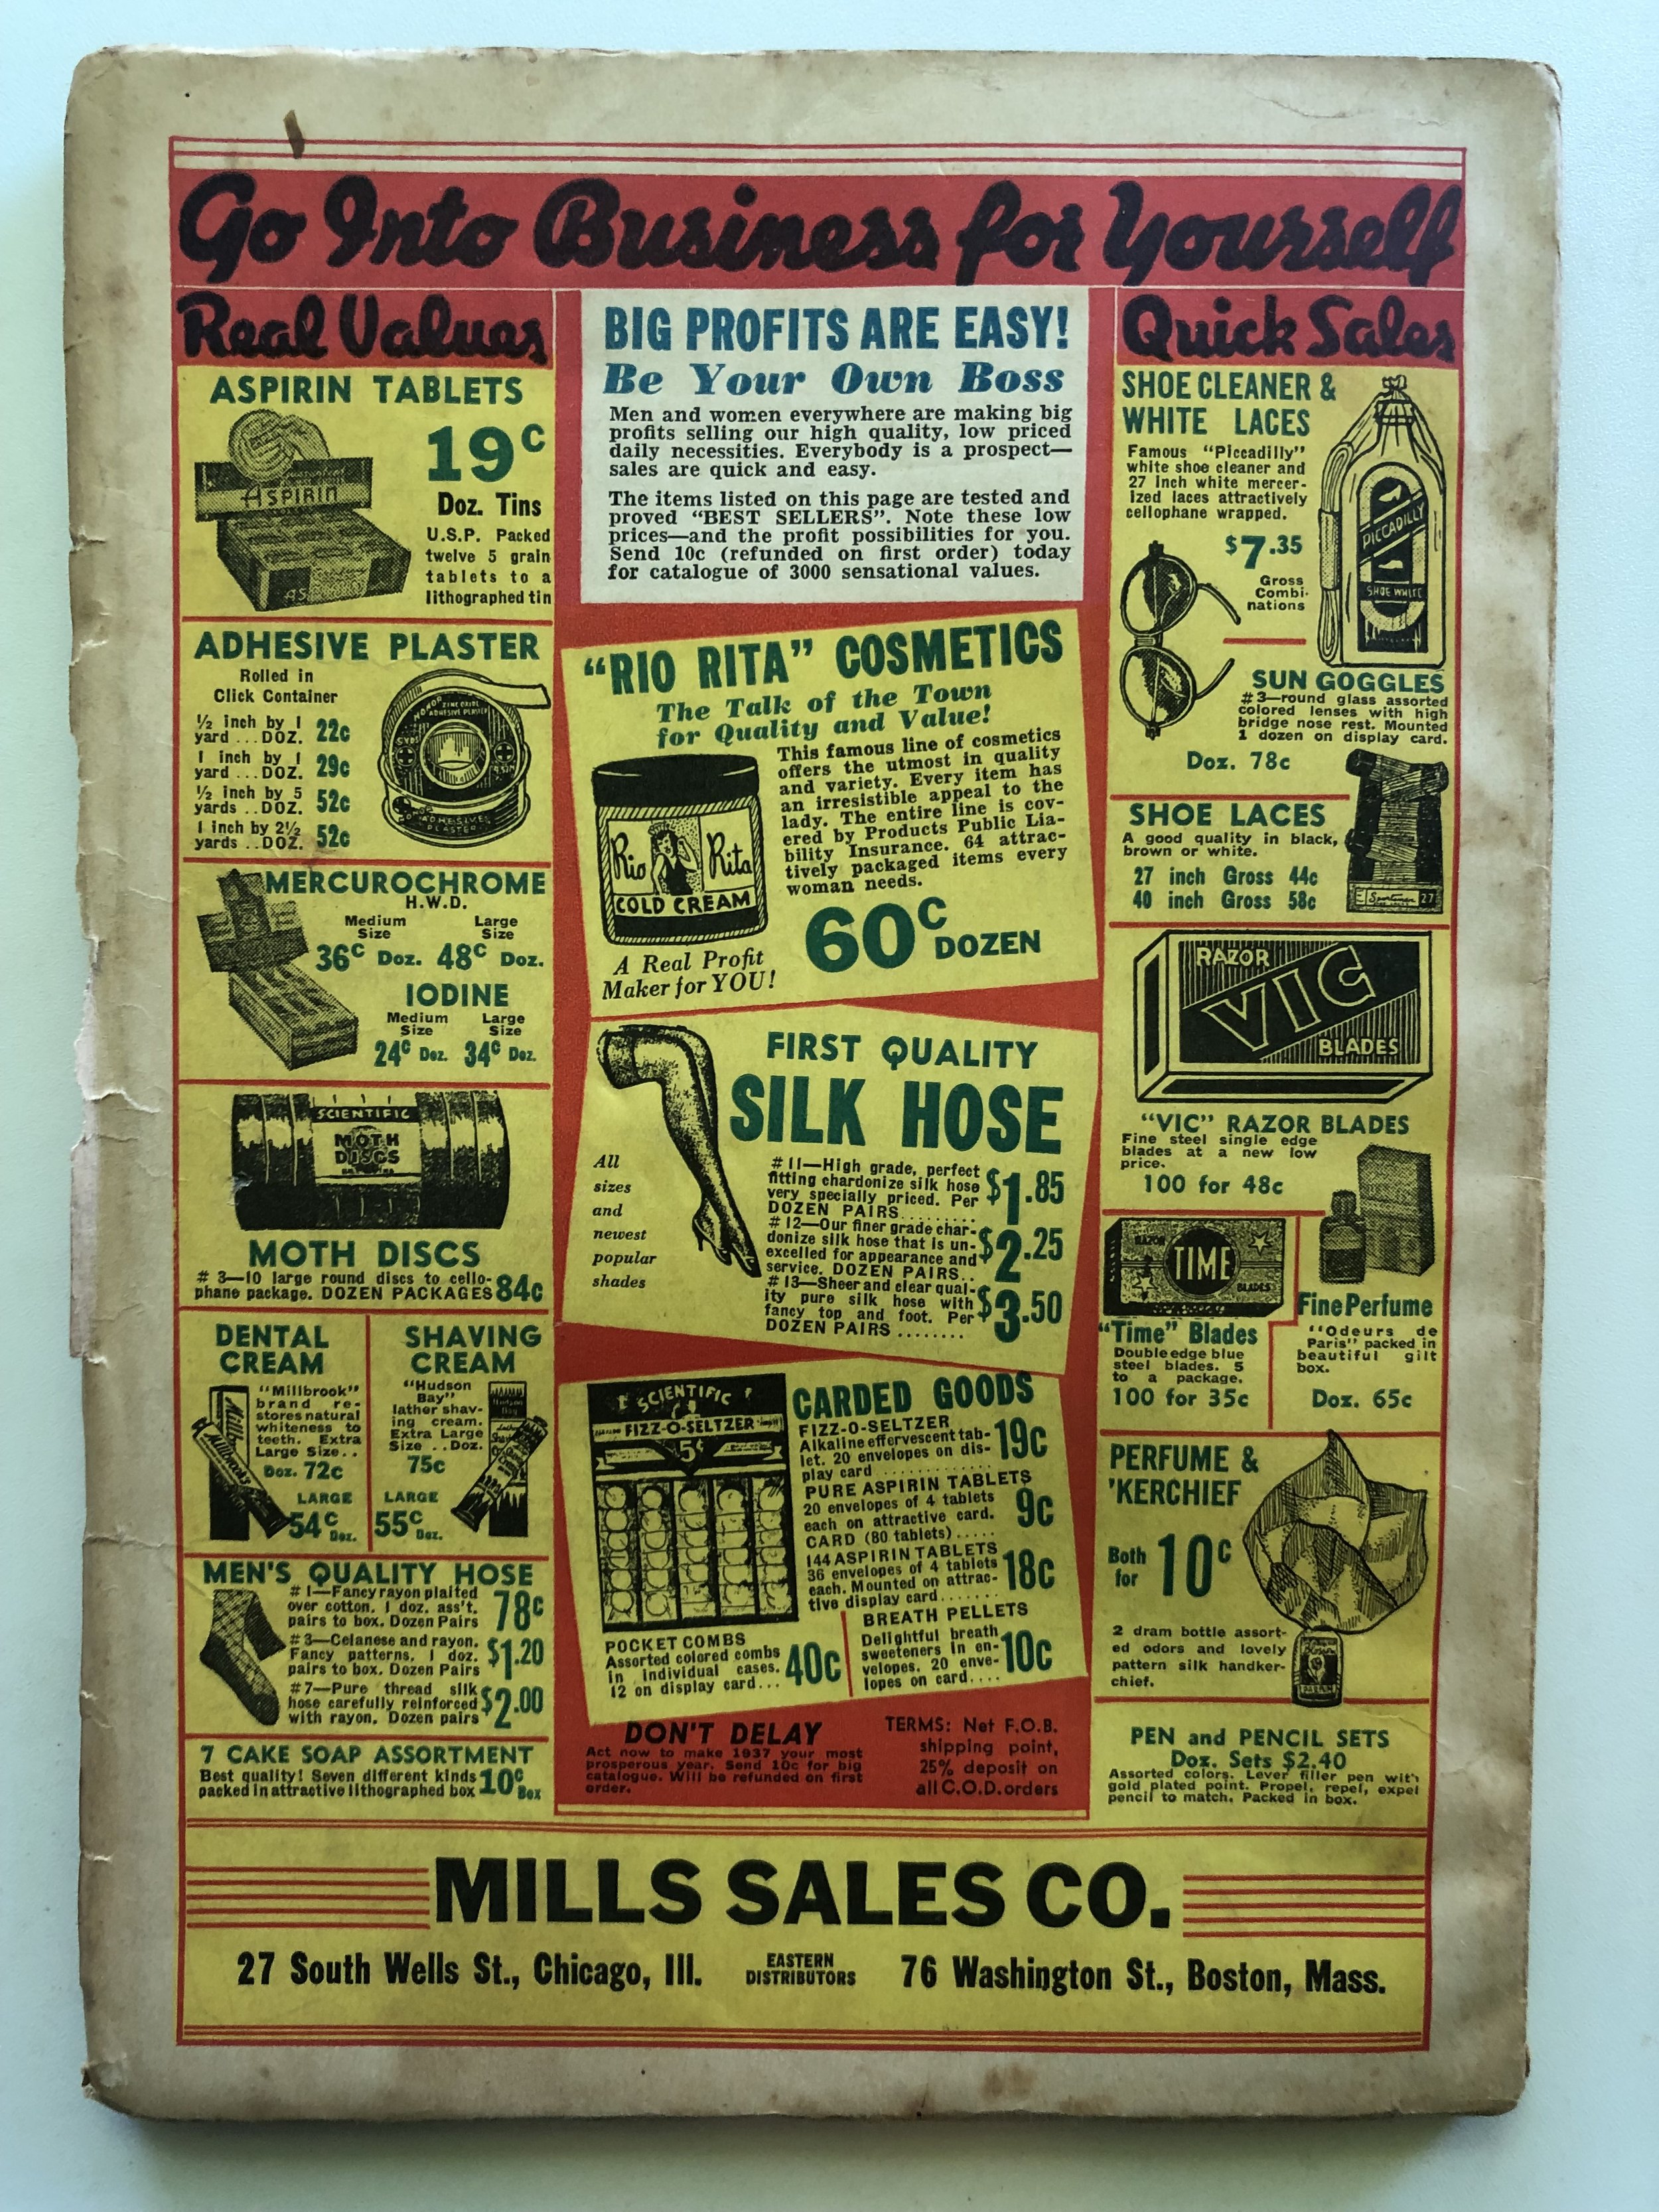 Go Into Business for Yourself
Real Values
ASPIRIN TABLETS
ASPIRIN
19c
Doz. Tins
U.S.P. Packed
twelve 5 grain
tablets to a
lithographed tin
ADHESIVE PLASTER
Rolled in
Click Container
½ inch by 1
yard ... DOZ. 22c
1 inch by 1
yard ... DOZ. 29c
½ inch by 5
yards .. DOZ. 52c
1 inch by 2½
yards .. DOZ. 52c
ZINC OXIDE
ADHESIVE PLASTER
ADHESIVE
PLASTER
MERCUROCHROME
H.W.D.
Medium Large
Size Size
36c Doz. 48c Doz.
IODINE
Medium Large
Size Size
24c Doz. 34c Doz.
SCIENTIFIC
MOTH
DISCS
MOTH DISCS
# 3—10 large round discs to cello-
phane package. DOZEN PACKAGES 84c
DENTAL
CREAM
"Millbrook"
brand re-
stores natural
whiteness to
teeth. Extra
Large Size . .
Doz. 72c
LARGE
54c Doz.
SHAVING
CREAM
"Hudson
Bay"
lather shav-
ing cream.
Extra Large
Size . . Doz.
75c
LARGE
55c Doz.
MEN'S QUALITY HOSE
# 1—Fancy rayon plaited
over cotton. 1 doz. ass't.
pairs to box. Dozen Pairs 78c
# 3—Celanese and rayon.
Fancy patterns. 1 doz.
pairs to box. Dozen Pairs $1.20
# 7—Pure thread silk
hose carefully reinforced
with rayon. Dozen pairs $2.00
7 CAKE SOAP ASSORTMENT
Best quality! Seven different kinds
packed in attractive lithographed box 10c Box
BIG PROFITS ARE EASY!
Be Your Own Boss
Men and women everywhere are making big
profits selling our high quality, low priced
daily necessities. Everybody is a prospect—
sales are quick and easy.
The items listed on this page are tested and
proved "BEST SELLERS". Note these low
prices—and the profit possibilities for you.
Send 10c (refunded on first order) today
for catalogue of 3000 sensational values.
"RIO RITA" COSMETICS
The Talk of the Town
for Quality and Value!
This famous line of cosmetics
offers the utmost in quality
and variety. Every item has
an irresistible appeal to the
lady. The entire line is cov-
ered by Products Public Lia-
bility Insurance. 64 attrac-
tively packaged items every
woman needs.
Rio Rita
COLD CREAM
60c DOZEN
A Real Profit
Maker for YOU!
FIRST QUALITY
SILK HOSE
All
sizes
and
newest
popular
shades
# 11—High grade, perfect
fitting chardonize silk hose
very specially priced. Per
DOZEN PAIRS......... $1.85
# 12—Our finer grade char-
donize silk hose that is un-
excelled for appearance and
service. DOZEN PAIRS.. $2.25
# 13—Sheer and clear qual-
ity pure silk hose with
fancy top and foot. Per
DOZEN PAIRS ........ $3.50
SCIENTIFIC
FIZZ-O-SELTZER
5c
CARDED GOODS
FIZZ-O-SELTZER
Alkaline effervescent tab-
let. 20 envelopes on dis-
play card ............ 19c
PURE ASPIRIN TABLETS
20 envelopes of 4 tablets
each on attractive card.
CARD (80 tablets)..... 9c
144 ASPIRIN TABLETS
36 envelopes of 4 tablets
each. Mounted on attrac-
tive display card....... 18c
POCKET COMBS
Assorted colored combs
in individual cases.
12 on display card... 40c
BREATH PELLETS
Delightful breath
sweeteners in en-
velopes. 20 enve-
lopes on card.... 10c
DON'T DELAY
Act now to make 1937 your most
prosperous year. Send 10c for big
catalogue. Will be refunded on first
order.
TERMS: Net F.O.B.
shipping point,
25% deposit on
all C.O.D. orders
Quick Sales
SHOE CLEANER &
WHITE LACES
Famous "Piccadilly"
white shoe cleaner and
27 inch white mercer-
ized laces attractively
cellophane wrapped.
$7.35
Gross
Combi-
nations
PICCADILLY
SHOE WHITE
SUN GOGGLES
# 3—round glass assorted
colored lenses with high
bridge nose rest. Mounted
1 dozen on display card.
Doz. 78c
SHOE LACES
A good quality in black,
brown or white.
27 inch Gross 44c
40 inch Gross 58c
27
RAZOR
VIC
BLADES
"VIC" RAZOR BLADES
Fine steel single edge
blades at a new low
price.
100 for 48c
RAZOR
TIME
BLADES
"Time" Blades
Double edge blue
steel blades. 5
to a package.
100 for 35c
Fine Perfume
"Odeurs de
Paris" packed in
beautiful gilt
box.
Doz. 65c
PERFUME &
'KERCHIEF
Both
for 10c
2 dram bottle assort-
ed odors and lovely
pattern silk handker-
chief.
PEN and PENCIL SETS
Doz. Sets $2.40
Assorted colors. Lever filler pen with
gold plated point. Propel, repel, expel
pencil to match. Packed in box.
MILLS SALES CO.
27 South Wells St., Chicago, Ill. EASTERN DISTRIBUTORS 76 Washington St., Boston, Mass.